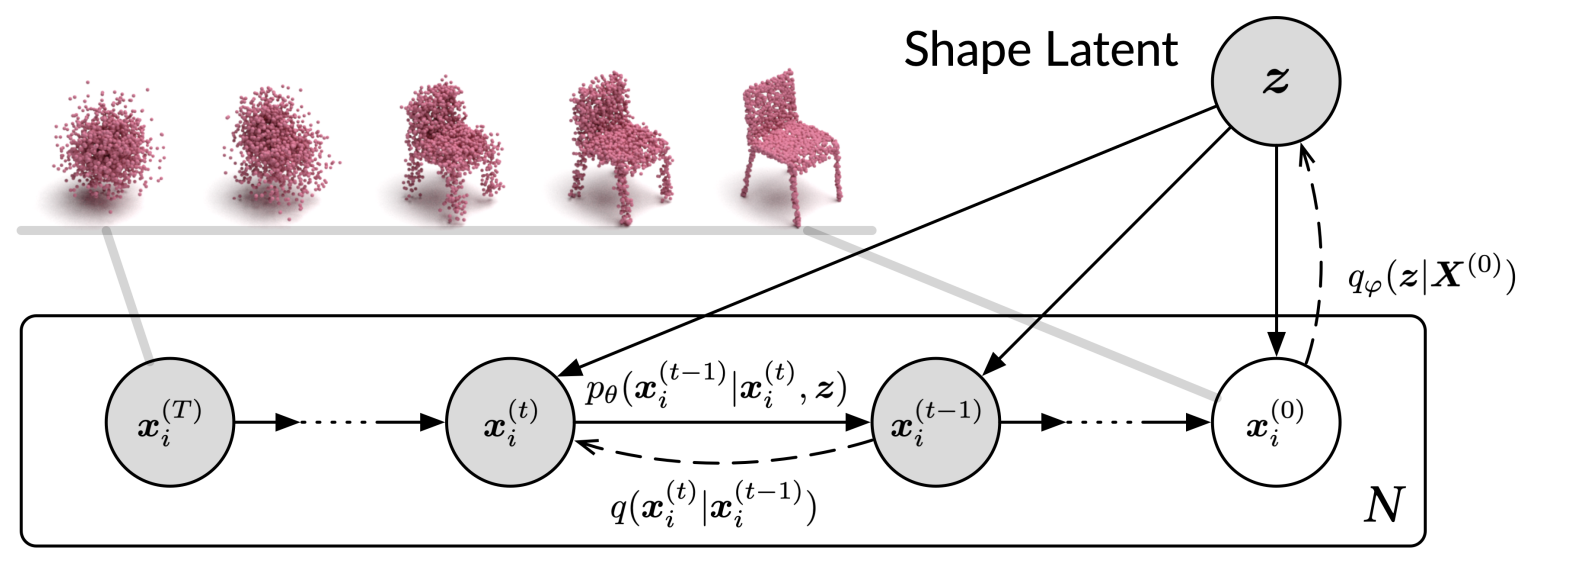 Shape Latent
z
q_φ(z|X^(0))
p_θ(x_i^(t−1)|x_i^(t), z)
x_i^(T)
x_i^(t)
x_i^(t−1)
x_i^(0)
q(x_i^(t)|x_i^(t−1))
N